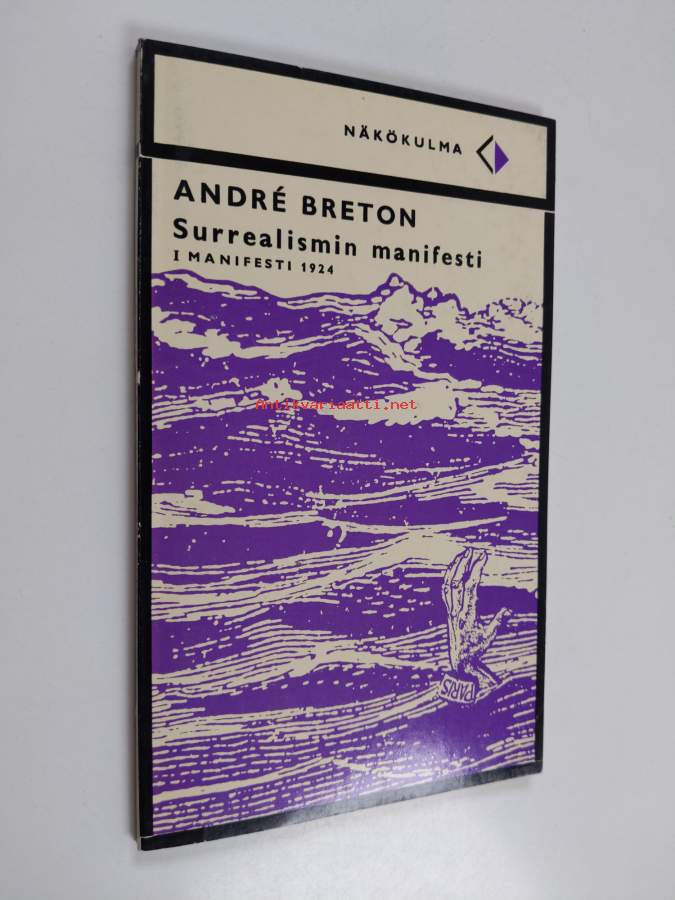 NÄKÖKULMA
ANDRÉ BRETON
Surrealismin manifesti
I MANIFESTI 1924
Antikvariaatti.net
PARIS